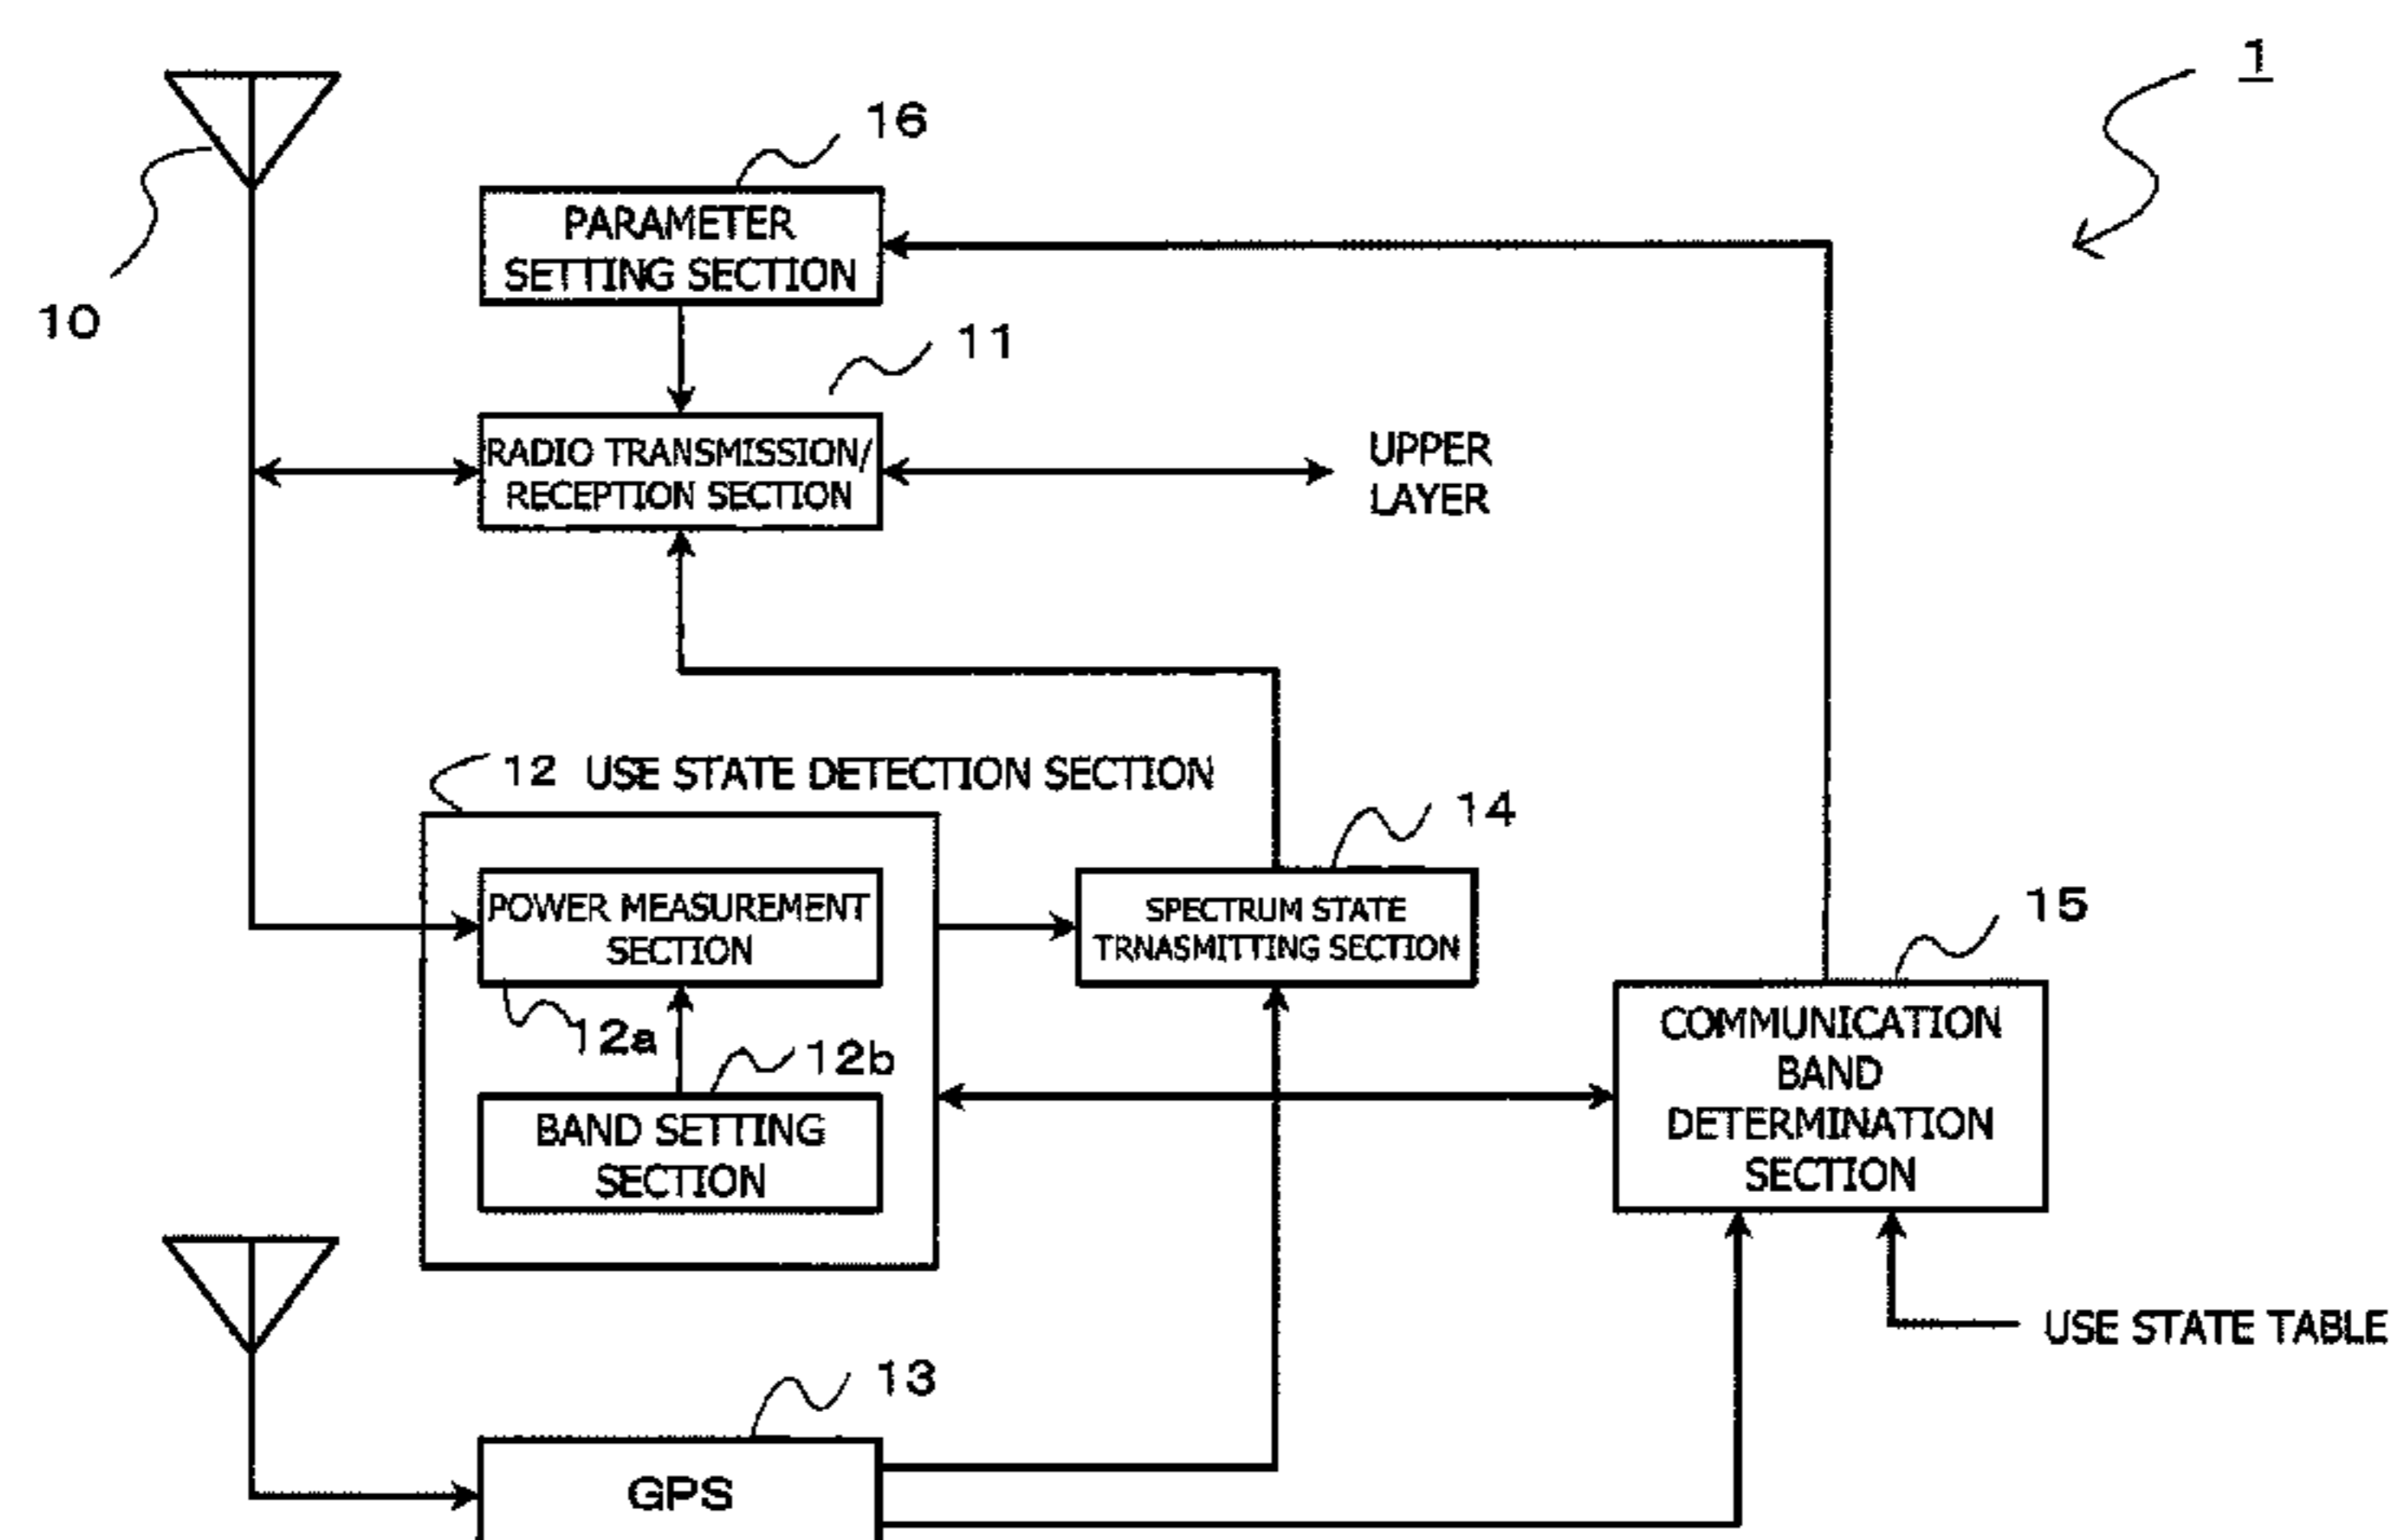 1
16
PARAMETER
SETTING SECTION
10
11
RADIO TRANSMISSION/
RECEPTION SECTION
UPPER
LAYER
12 USE STATE DETECTION SECTION
14
POWER MEASUREMENT
SECTION
SPECTRUM STATE
TRNASMITTING SECTION
15
12a
12b
COMMUNICATION
BAND
DETERMINATION
SECTION
BAND SETTING
SECTION
USE STATE TABLE
13
GPS